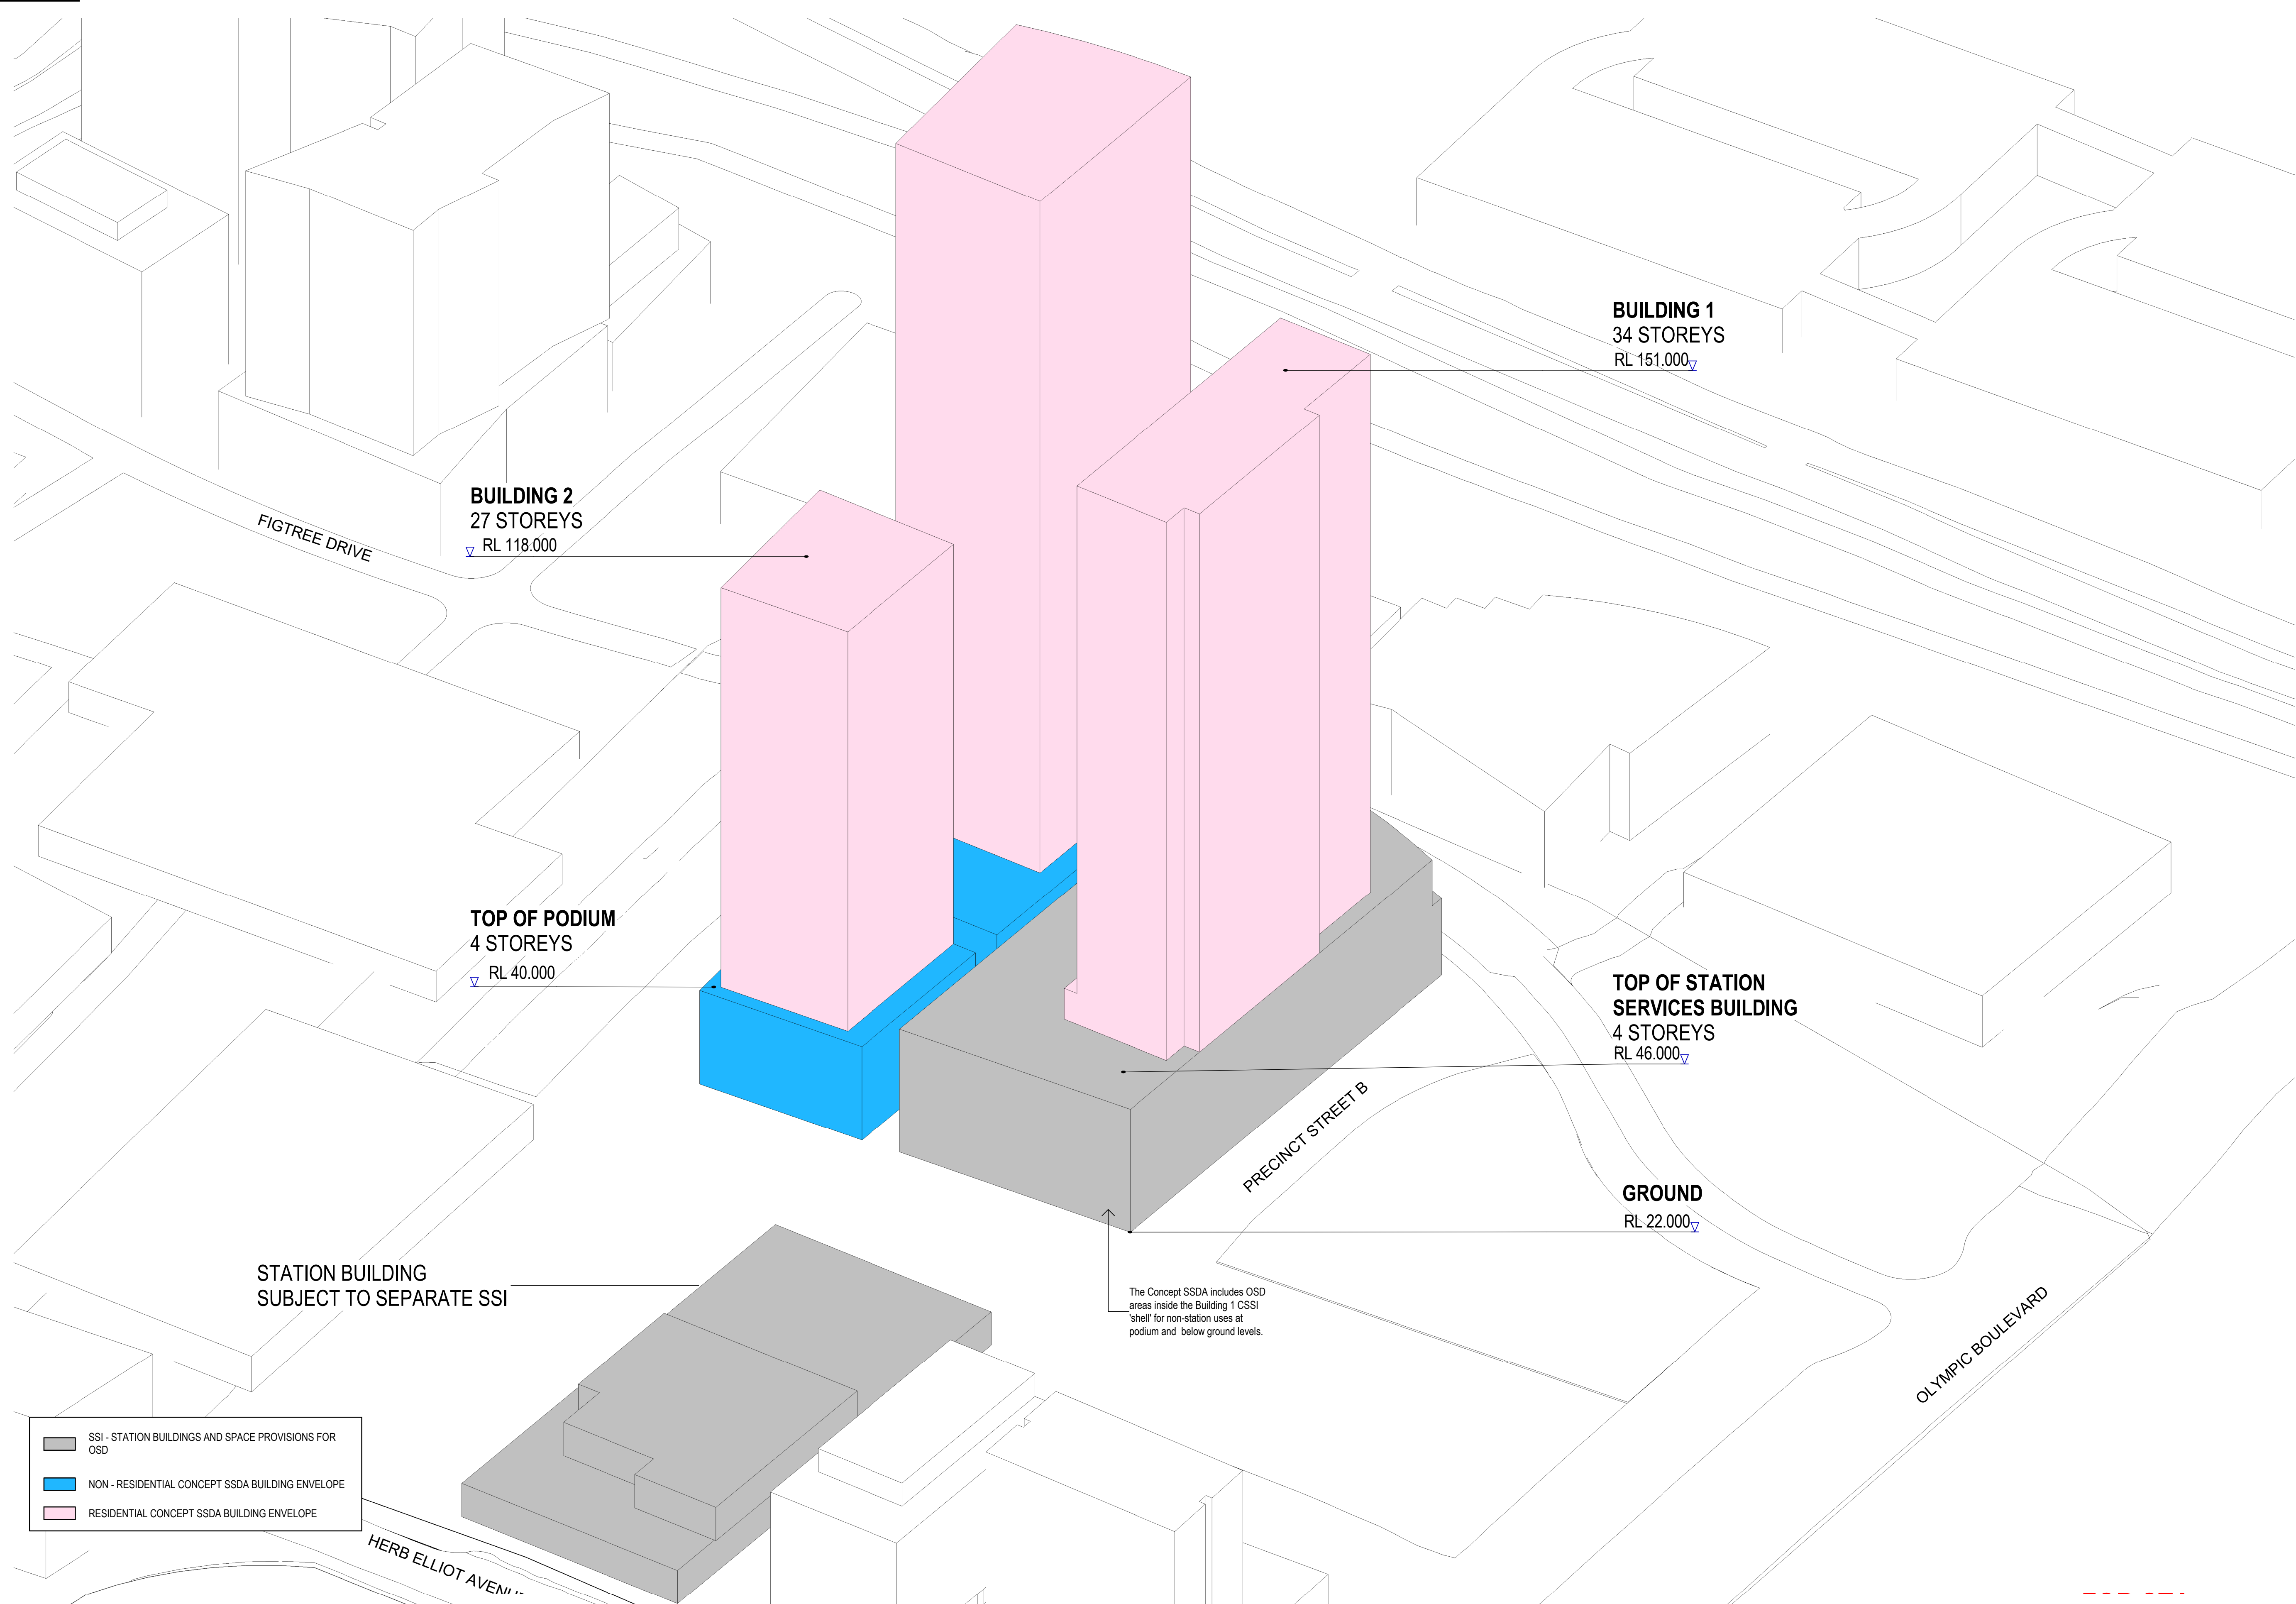 BUILDING 1
34 STOREYS
RL 151.000
BUILDING 2
27 STOREYS
RL 118.000
FIGTREE DRIVE
TOP OF PODIUM
4 STOREYS
RL 40.000
TOP OF STATION
SERVICES BUILDING
4 STOREYS
RL 46.000
PRECINCT STREET B
GROUND
RL 22.000
STATION BUILDING
SUBJECT TO SEPARATE SSI
The Concept SSDA includes OSD
areas inside the Building 1 CSSI
'shell' for non-station uses at
podium and below ground levels.
OLYMPIC BOULEVARD
SSI - STATION BUILDINGS AND SPACE PROVISIONS FOR
OSD
NON - RESIDENTIAL CONCEPT SSDA BUILDING ENVELOPE
RESIDENTIAL CONCEPT SSDA BUILDING ENVELOPE
HERB ELLIOT AVENUE